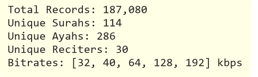 Total Records: 187,080
Unique Surahs: 114
Unique Ayahs: 286
Unique Reciters: 30
Bitrates: [32, 40, 64, 128, 192] kbps